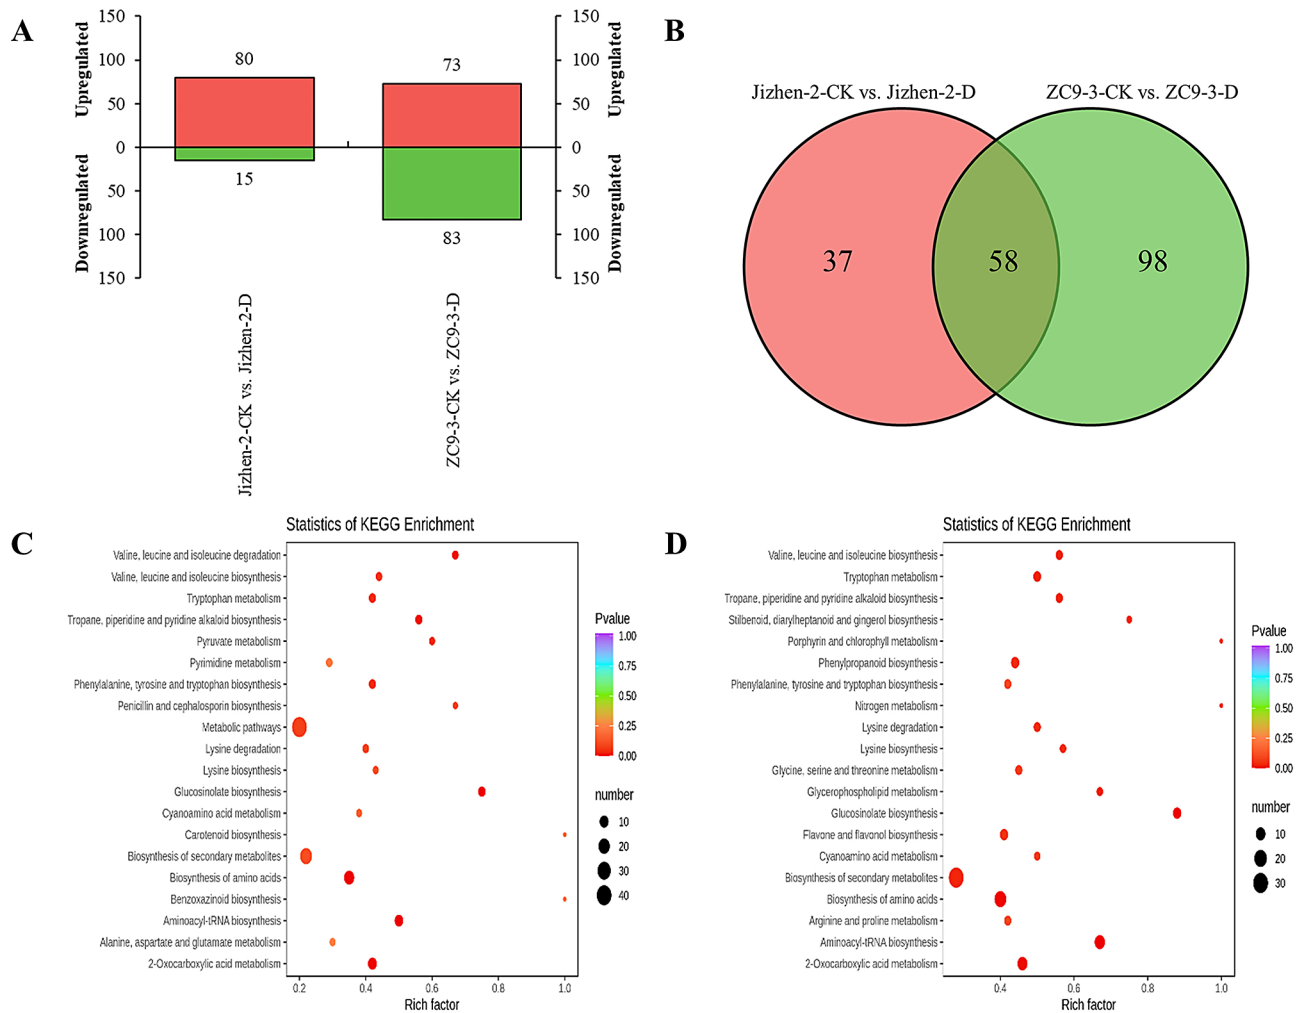 A
150
100
50
0
50
100
150
Upregulated
Downregulated
80
15
73
83
150
100
50
0
50
100
150
Upregulated
Downregulated
Jizhen-2-CK vs. Jizhen-2-D
ZC9-3-CK vs. ZC9-3-D
B
Jizhen-2-CK vs. Jizhen-2-D
ZC9-3-CK vs. ZC9-3-D
37
58
98
C
Statistics of KEGG Enrichment
Valine, leucine and isoleucine degradation
Valine, leucine and isoleucine biosynthesis
Tryptophan metabolism
Tropane, piperidine and pyridine alkaloid biosynthesis
Pyruvate metabolism
Pyrimidine metabolism
Phenylalanine, tyrosine and tryptophan biosynthesis
Penicillin and cephalosporin biosynthesis
Metabolic pathways
Lysine degradation
Lysine biosynthesis
Glucosinolate biosynthesis
Cyanoamino acid metabolism
Carotenoid biosynthesis
Biosynthesis of secondary metabolites
Biosynthesis of amino acids
Benzoxazinoid biosynthesis
Aminoacyl-tRNA biosynthesis
Alanine, aspartate and glutamate metabolism
2-Oxocarboxylic acid metabolism
0.2 0.4 0.6 0.8 1.0
Rich factor
Pvalue
1.00
0.75
0.50
0.25
0.00
number
10
20
30
40
D
Statistics of KEGG Enrichment
Valine, leucine and isoleucine biosynthesis
Tryptophan metabolism
Tropane, piperidine and pyridine alkaloid biosynthesis
Stilbenoid, diarylheptanoid and gingerol biosynthesis
Porphyrin and chlorophyll metabolism
Phenylpropanoid biosynthesis
Phenylalanine, tyrosine and tryptophan biosynthesis
Nitrogen metabolism
Lysine degradation
Lysine biosynthesis
Glycine, serine and threonine metabolism
Glycerophospholipid metabolism
Glucosinolate biosynthesis
Flavone and flavonol biosynthesis
Cyanoamino acid metabolism
Biosynthesis of secondary metabolites
Biosynthesis of amino acids
Arginine and proline metabolism
Aminoacyl-tRNA biosynthesis
2-Oxocarboxylic acid metabolism
0.4 0.6 0.8 1.0
Rich factor
Pvalue
1.00
0.75
0.50
0.25
0.00
number
10
20
30